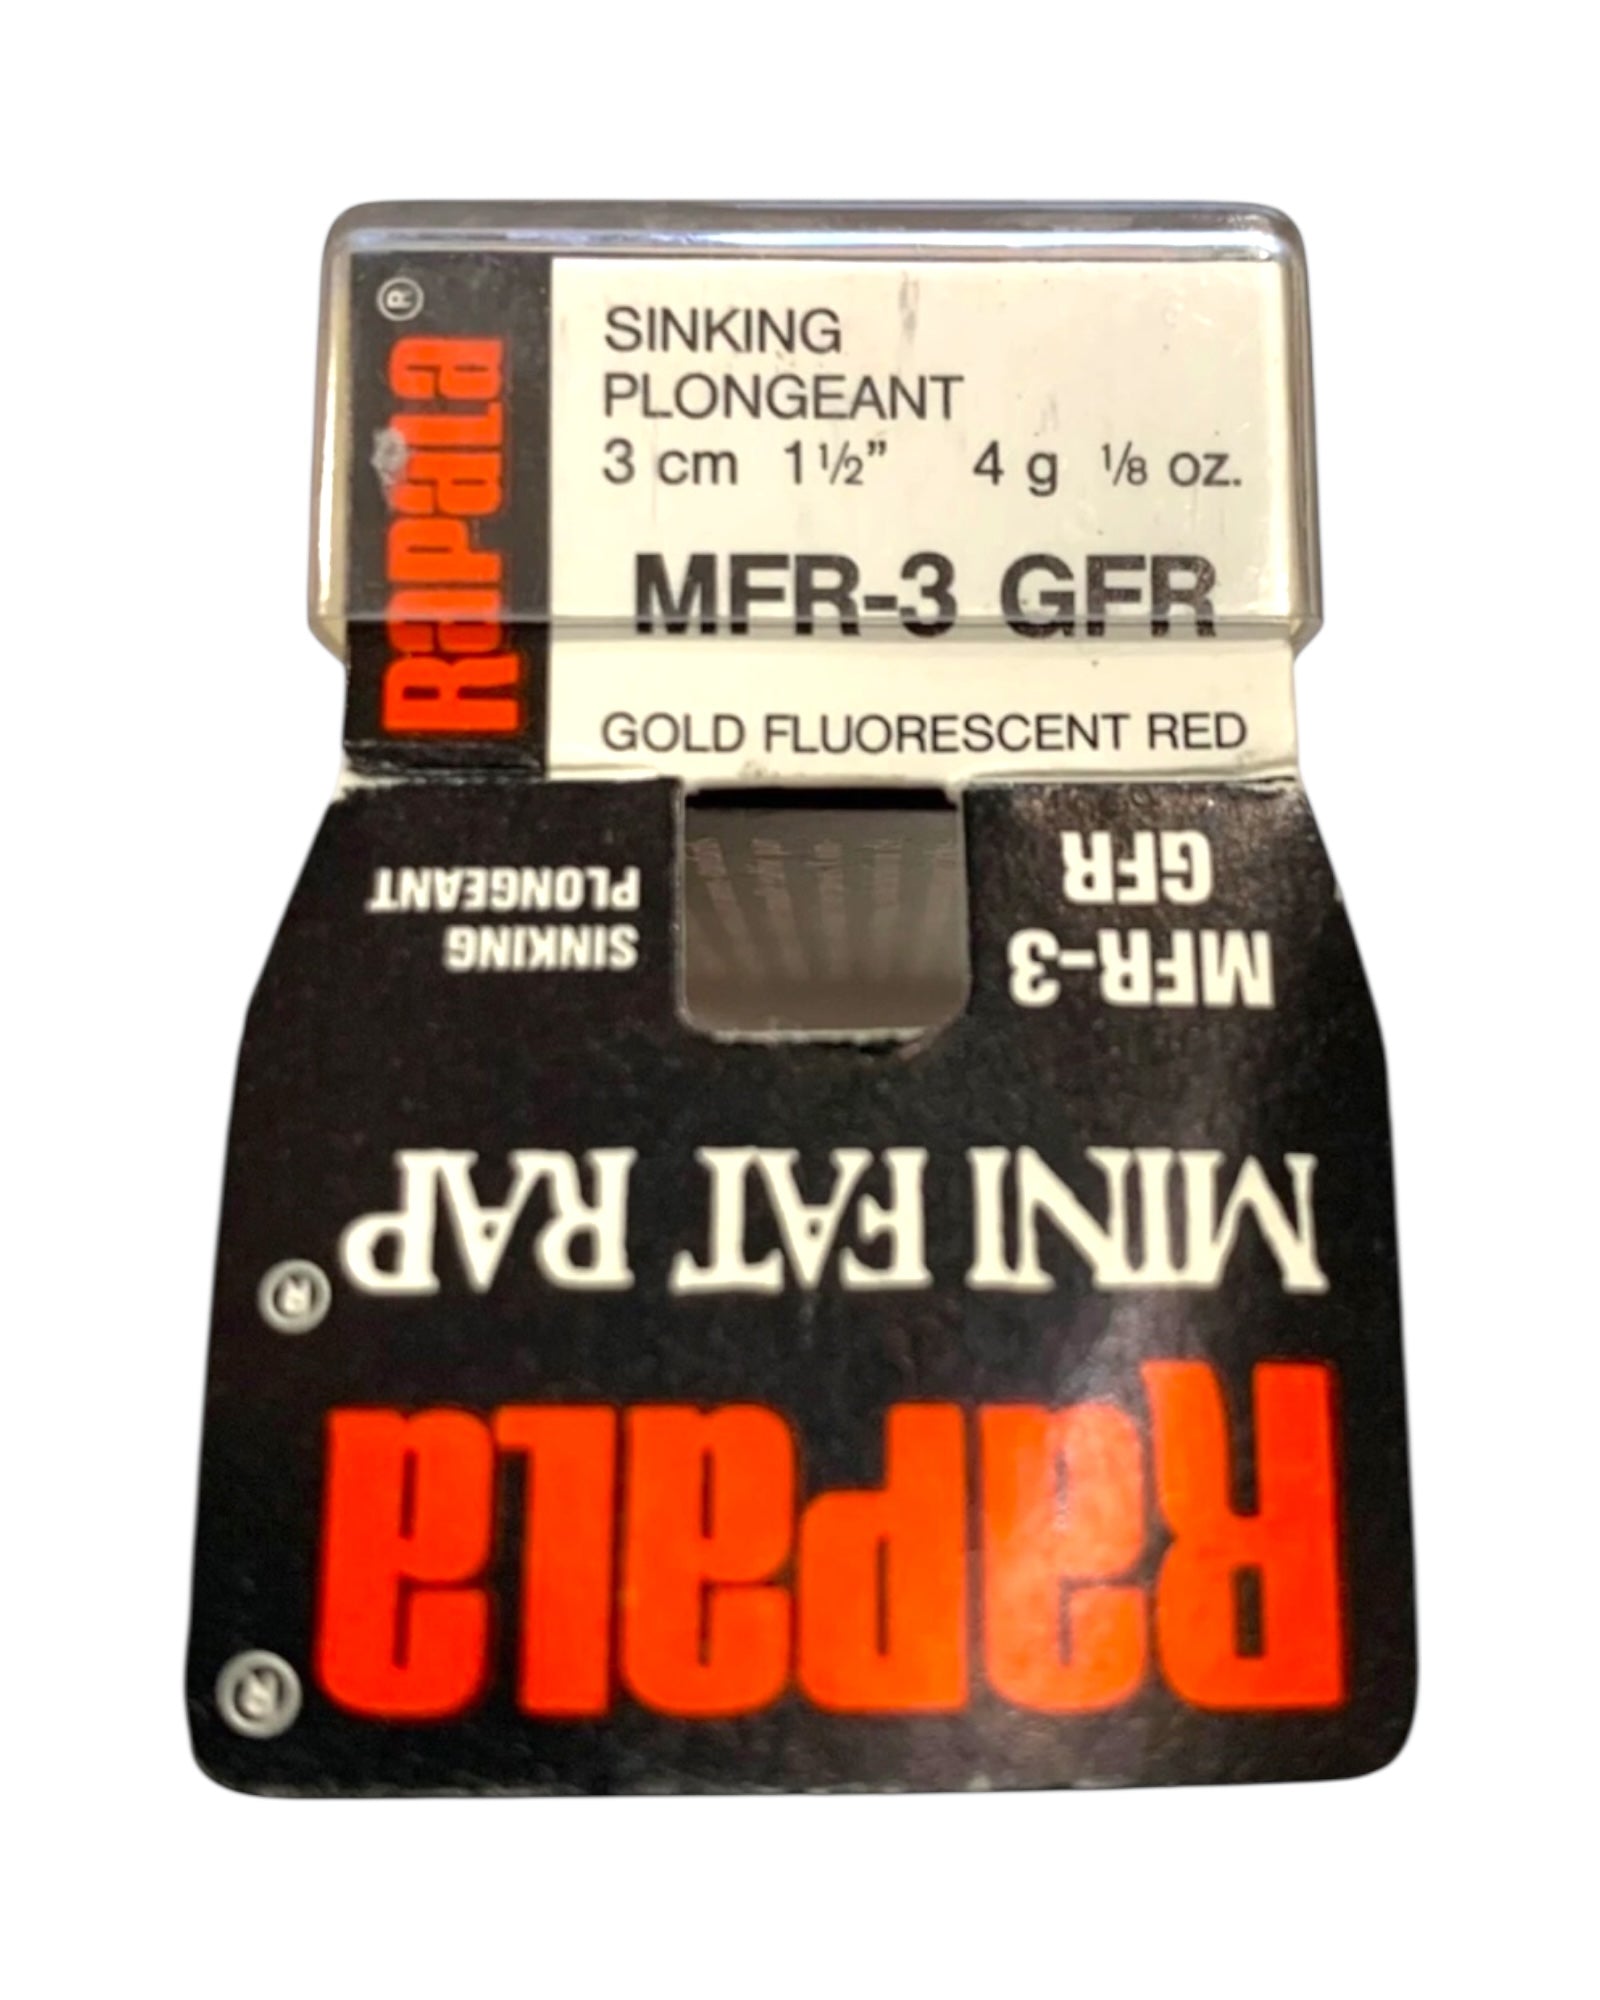 Rapala®
SINKING
PLONGEANT
3 cm 1½” 4 g ⅛ oz.
MFR-3 GFR
GOLD FLUORESCENT RED
Rapala®
MINI FAT RAP®
MFR-3
GFR
SINKING
PLONGEANT